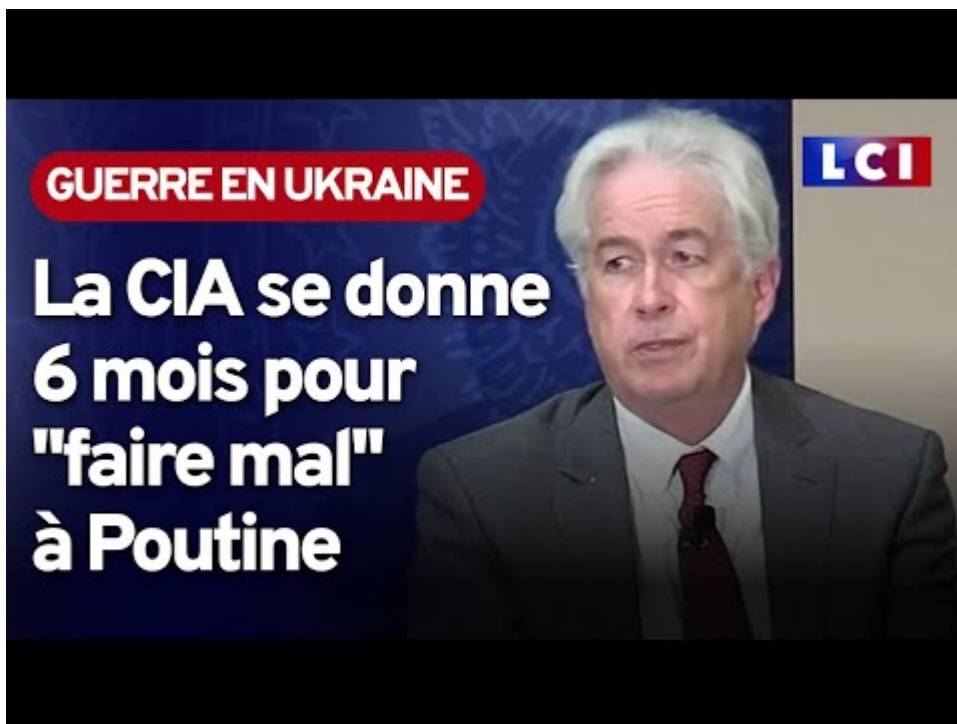 GUERRE EN UKRAINE
LCI
La CIA se donne
6 mois pour
"faire mal"
à Poutine